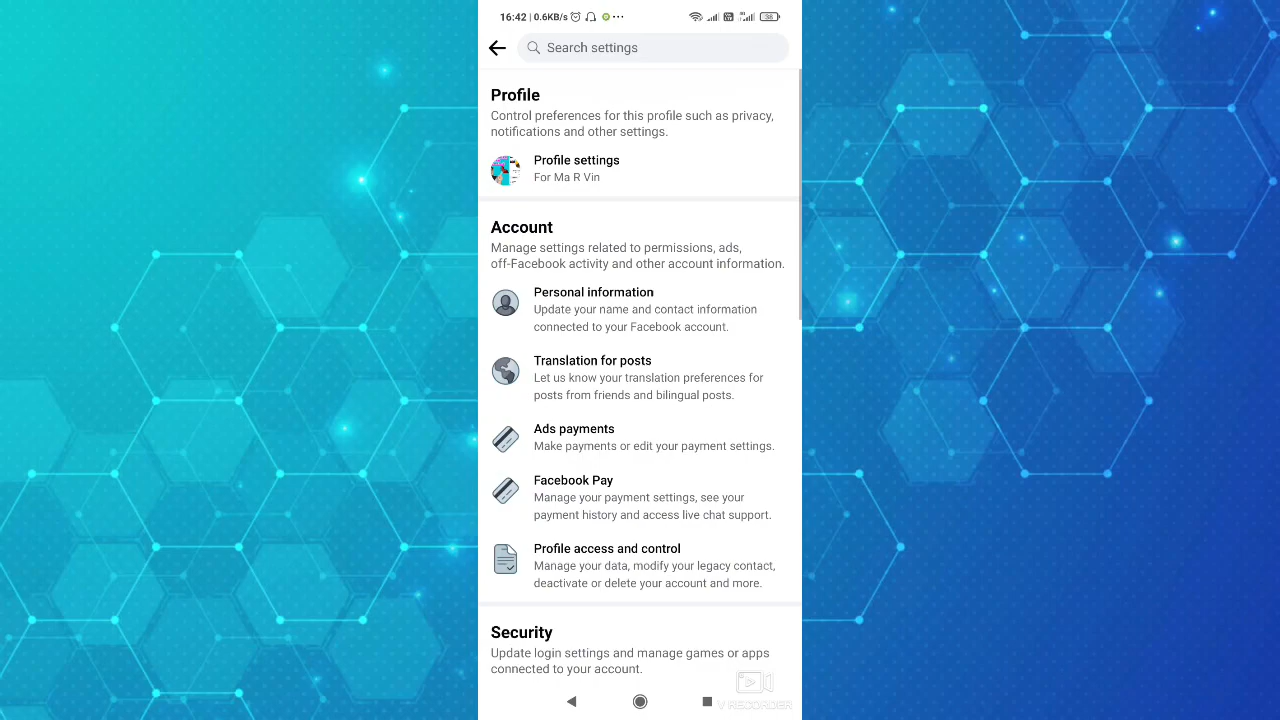 16:42 | 0.6KB/s
38
Search settings
Profile
Control preferences for this profile such as privacy,
notifications and other settings.
Profile settings
For Ma R Vin
Account
Manage settings related to permissions, ads,
off-Facebook activity and other account information.
Personal information
Update your name and contact information
connected to your Facebook account.
Translation for posts
Let us know your translation preferences for
posts from friends and bilingual posts.
Ads payments
Make payments or edit your payment settings.
Facebook Pay
Manage your payment settings, see your
payment history and access live chat support.
Profile access and control
Manage your data, modify your legacy contact,
deactivate or delete your account and more.
Security
Update login settings and manage games or apps
connected to your account.
V RECORDER